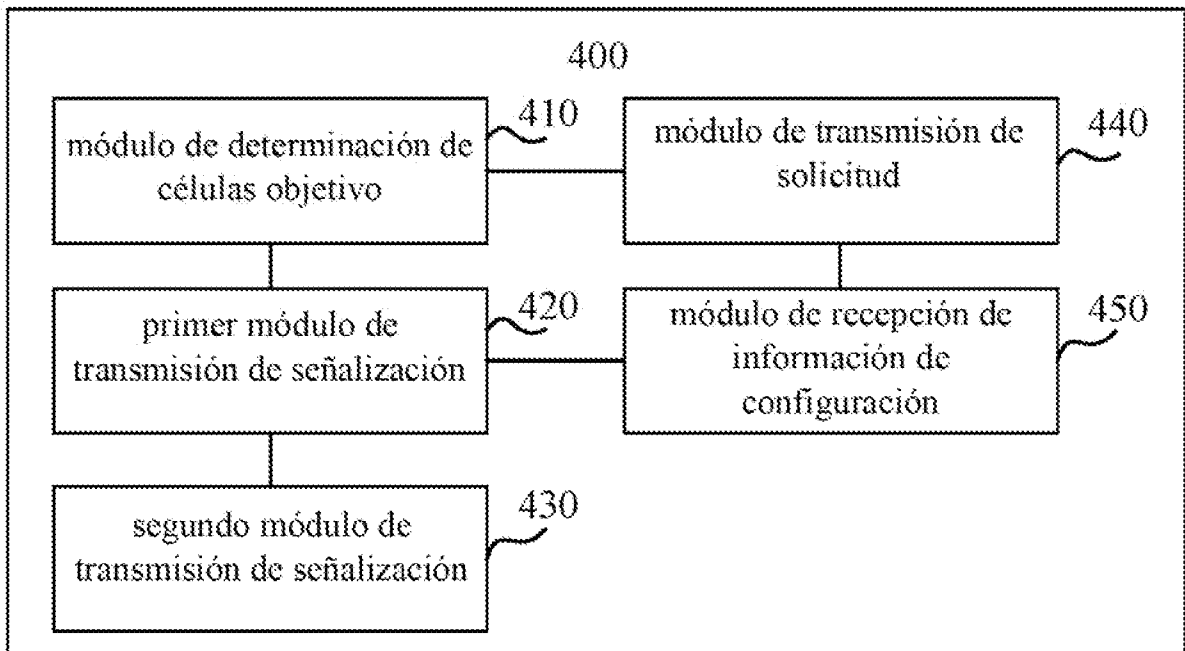 400
módulo de determinación de
células objetivo
410
módulo de transmisión de
solicitud
440
primer módulo de
transmisión de señalización
420
módulo de recepción de
información de
configuración
450
segundo módulo de
transmisión de señalización
430